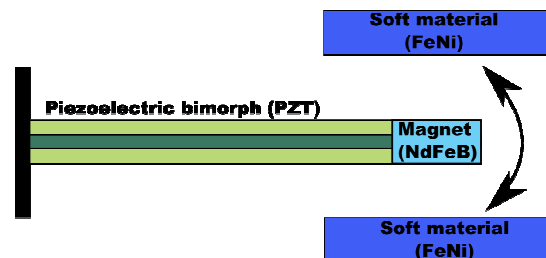 Soft material
(FeNi)
Piezoelectric bimorph (PZT)
Magnet
(NdFeB)
Soft material
(FeNi)